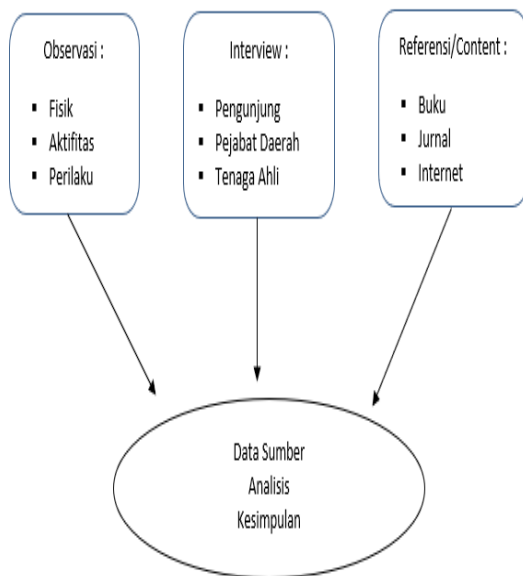 Observasi :
▪ Fisik
▪ Aktifitas
▪ Perilaku
Interview :
▪ Pengunjung
▪ Pejabat Daerah
▪ Tenaga Ahli
Referensi/Content :
▪ Buku
▪ Jurnal
▪ Internet
Data Sumber
Analisis
Kesimpulan